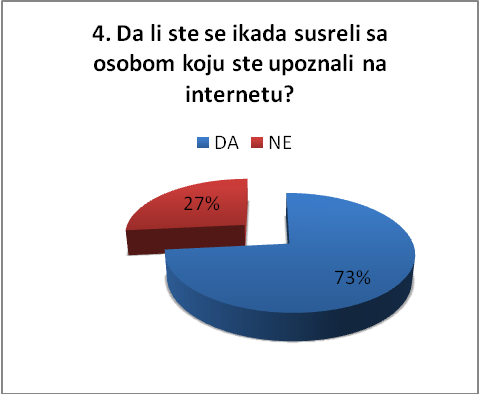 4. Da li ste se ikada susreli sa
osobom koju ste upoznali na
internetu?
DA NE
27%
73%